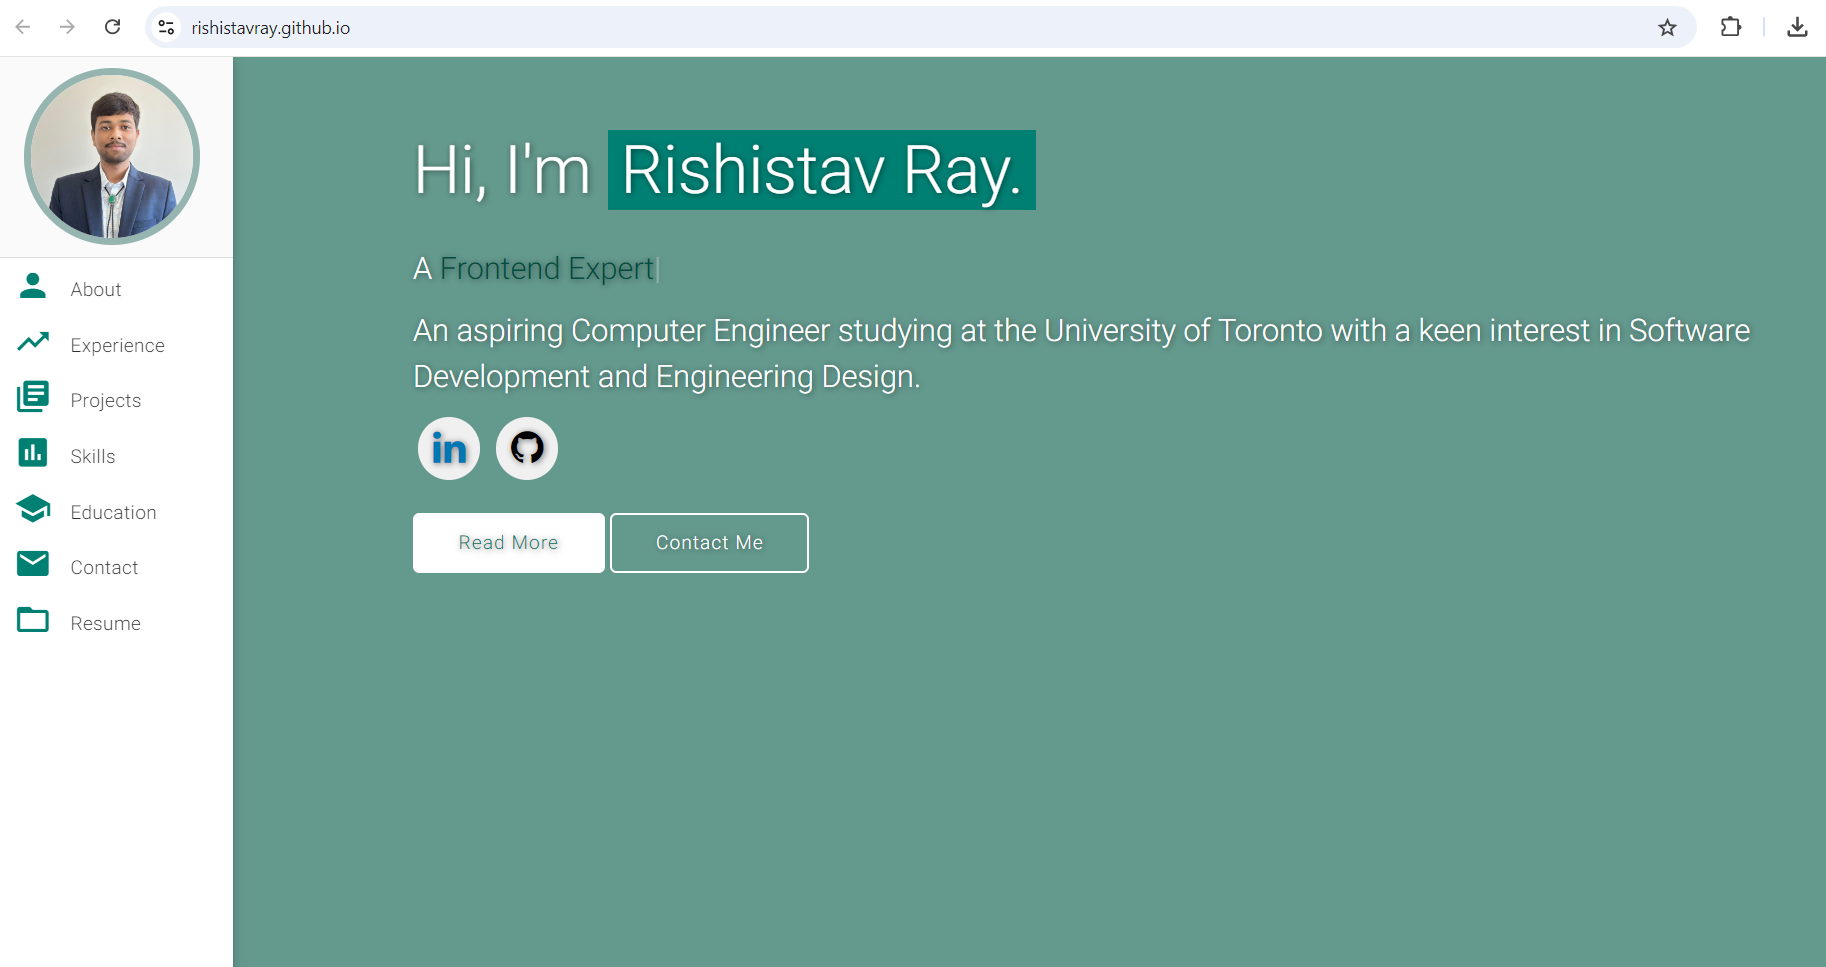 rishistavray.github.io
Hi, I'm Rishistav Ray.
A Frontend Expert|
An aspiring Computer Engineer studying at the University of Toronto with a keen interest in Software
Development and Engineering Design.
in
Read More
Contact Me
About
Experience
Projects
Skills
Education
Contact
Resume